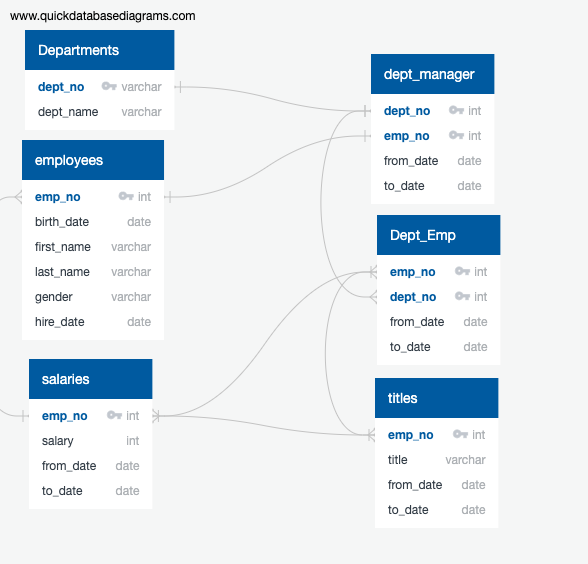 www.quickdatabasediagrams.com
Departments
dept_no varchar
dept_name varchar
employees
emp_no int
birth_date date
first_name varchar
last_name varchar
gender varchar
hire_date date
salaries
emp_no int
salary int
from_date date
to_date date
dept_manager
dept_no int
emp_no int
from_date date
to_date date
Dept_Emp
emp_no int
dept_no int
from_date date
to_date date
titles
emp_no int
title varchar
from_date date
to_date date